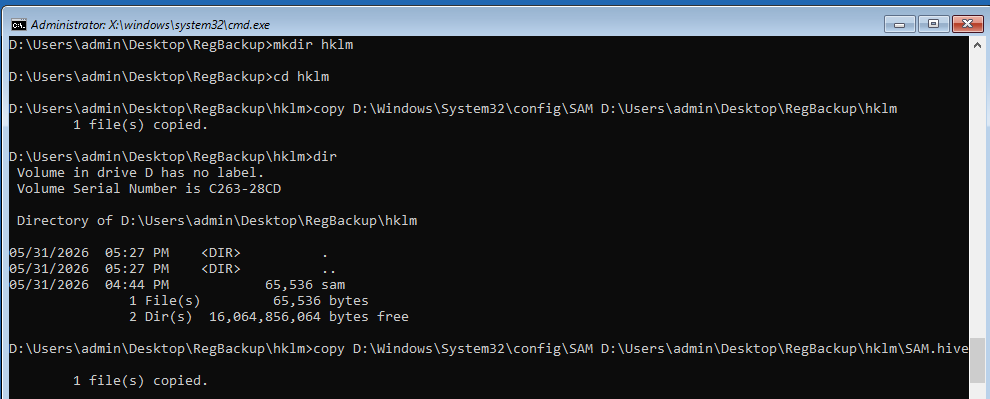 Administrator: X:\windows\system32\cmd.exe
D:\Users\admin\Desktop\RegBackup>mkdir hklm
D:\Users\admin\Desktop\RegBackup>cd hklm
D:\Users\admin\Desktop\RegBackup\hklm>copy D:\Windows\System32\config\SAM D:\Users\admin\Desktop\RegBackup\hklm
        1 file(s) copied.
D:\Users\admin\Desktop\RegBackup\hklm>dir
 Volume in drive D has no label.
 Volume Serial Number is C263-28CD
 Directory of D:\Users\admin\Desktop\RegBackup\hklm
05/31/2026  05:27 PM    <DIR>          .
05/31/2026  05:27 PM    <DIR>          ..
05/31/2026  04:44 PM            65,536 sam
               1 File(s)         65,536 bytes
               2 Dir(s)  16,064,856,064 bytes free
D:\Users\admin\Desktop\RegBackup\hklm>copy D:\Windows\System32\config\SAM D:\Users\admin\Desktop\RegBackup\hklm\SAM.hive
        1 file(s) copied.